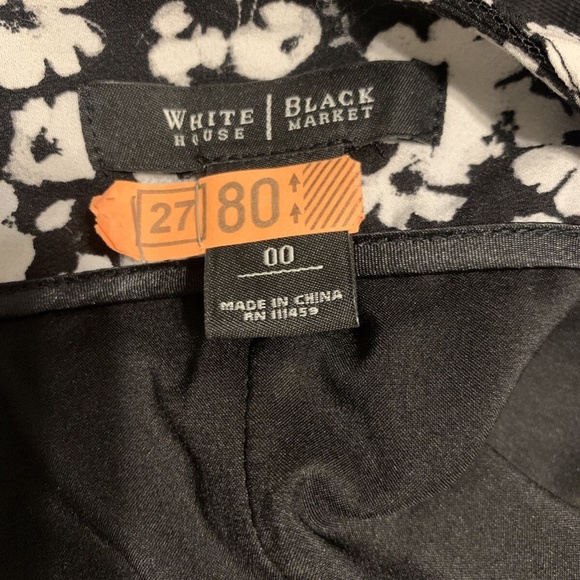 WHITE HOUSE | BLACK MARKET
27 80
00
MADE IN CHINA
RN 111459